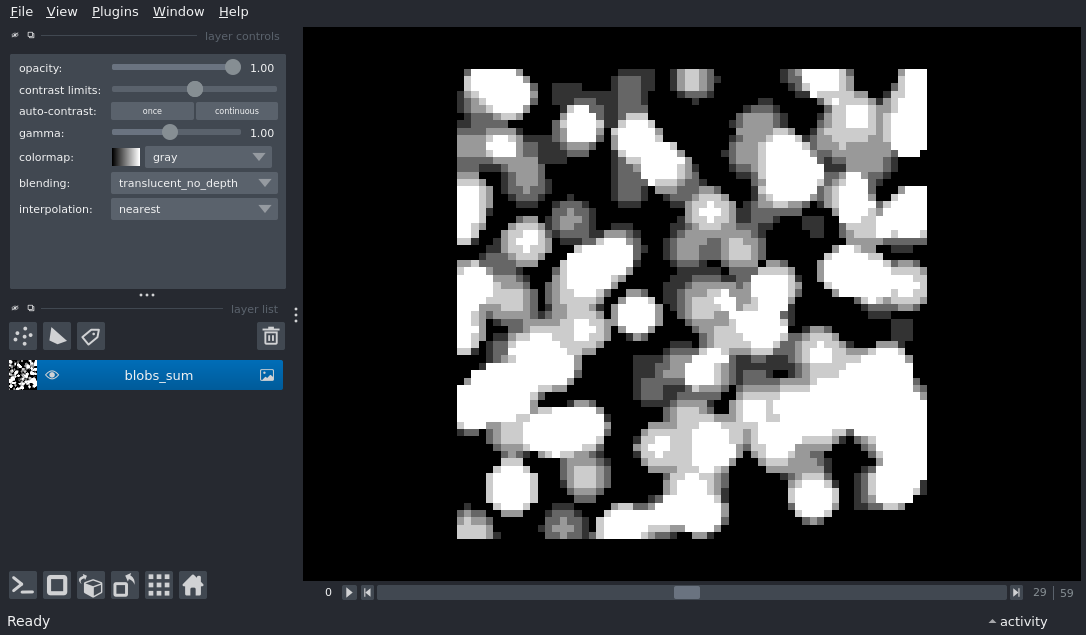 File View Plugins Window Help
layer controls
opacity: 1.00
contrast limits:
auto-contrast: once continuous
gamma: 1.00
colormap: gray
blending: translucent_no_depth
interpolation: nearest
layer list
blobs_sum
0 29 | 59
Ready activity